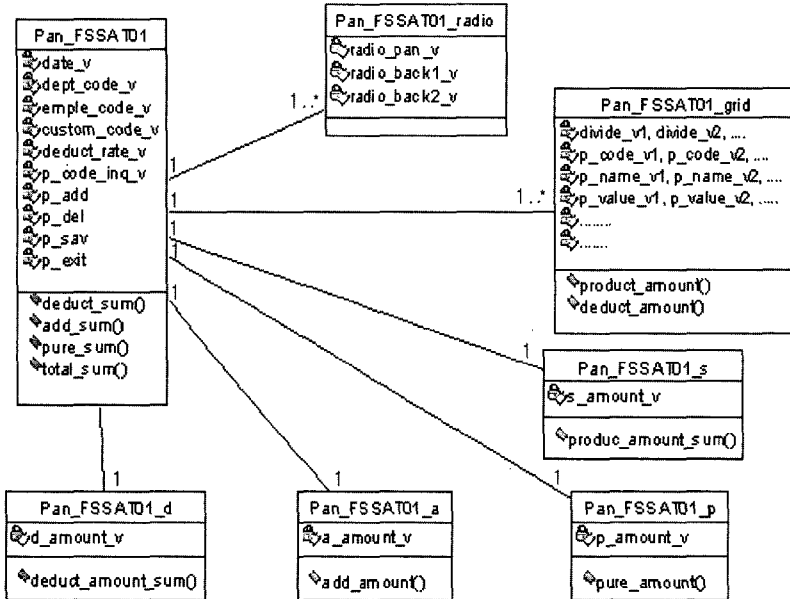 Pan_FSSAT01
date_v
dept_code_v
emple_code_v
custom_code_v
deduct_rate_v
p_code_inq_v
p_add
p_del
p_sav
p_exit
deduct_sum()
add_sum()
pure_sum()
total_sum()
Pan_FSSAT01_radio
radio_pan_v
radio_back1_v
radio_back2_v
1..*
1
Pan_FSSAT01_grid
divide_v1, divide_v2, ....
p_code_v1, p_code_v2, ....
p_name_v1, p_name_v2, ....
p_value_v1, p_value_v2, .....
........
.......
product_amount()
deduct_amount()
1
1..*
1
1
1
1
Pan_FSSAT01_s
s_amount_v
produc_amount_sum()
1
Pan_FSSAT01_d
d_amount_v
deduct_amount_sum()
1
Pan_FSSAT01_a
a_amount_v
add_amount()
1
Pan_FSSAT01_p
p_amount_v
pure_amount()